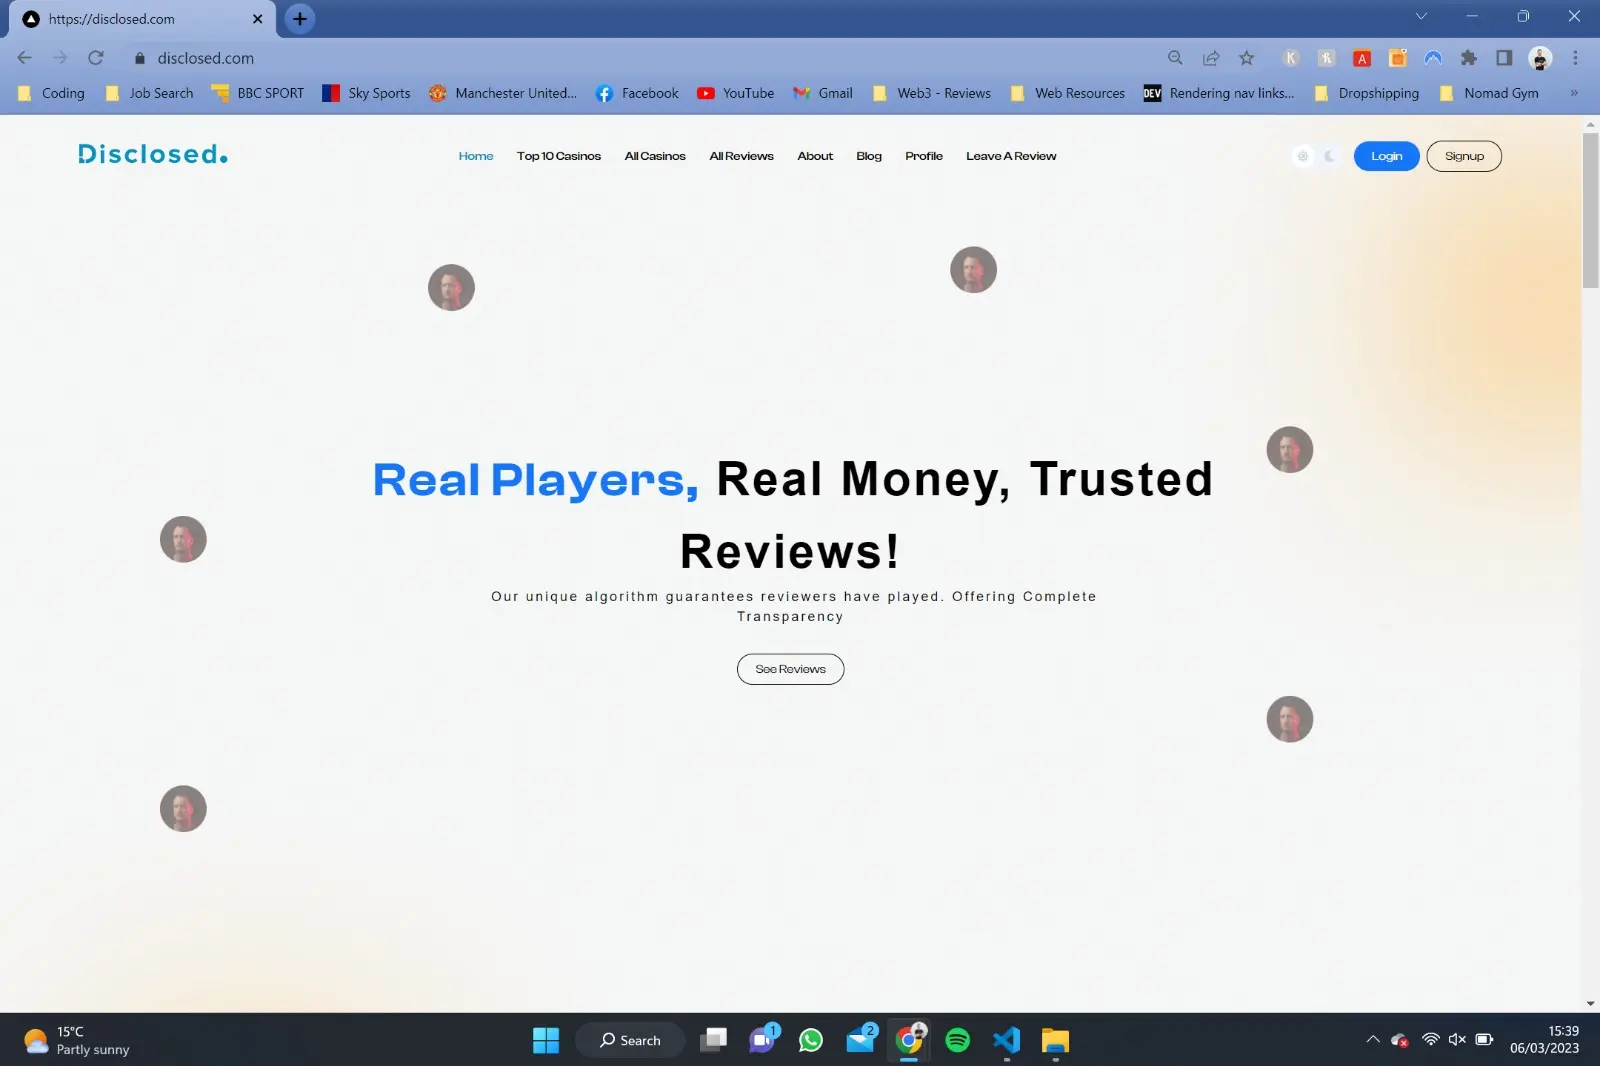 https://disclosed.com
disclosed.com
Coding Job Search BBC SPORT Sky Sports Manchester United... Facebook YouTube Gmail Web3 - Reviews Web Resources DEV Rendering nav links... Dropshipping Nomad Gym »
Disclosed.
Home Top 10 Casinos All Casinos All Reviews About Blog Profile Leave A Review Login Signup
Real Players, Real Money, Trusted
Reviews!
Our unique algorithm guarantees reviewers have played. Offering Complete
Transparency
See Reviews
15°C
Partly sunny
Search
1
2
15:39
06/03/2023